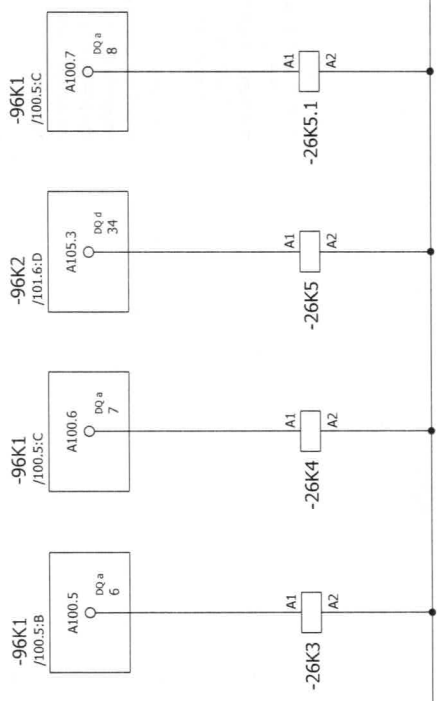 -96K1
/100.5:B
A100.5
DQ a
6
A1
-26K3
A2
-96K1
/100.5:C
A100.6
DQ a
7
A1
-26K4
A2
-96K2
/101.6:D
A105.3
DQ d
34
A1
-26K5
A2
-96K1
/100.5:C
A100.7
DQ a
8
A1
-26K5.1
A2